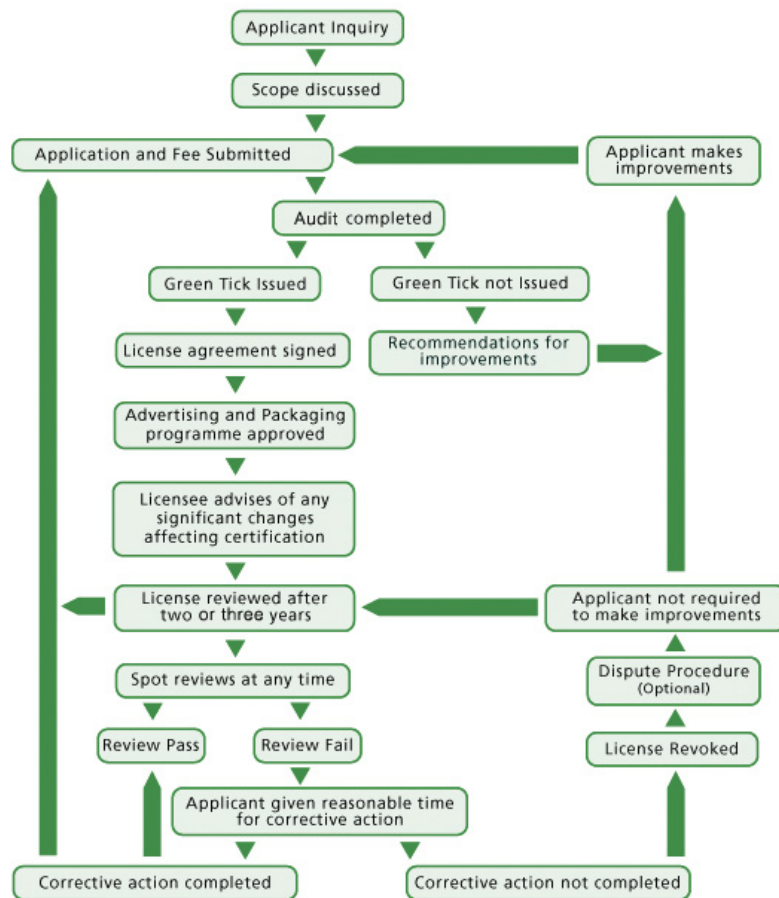 Applicant Inquiry
Scope discussed
Application and Fee Submitted
Applicant makes
improvements
Audit completed
Green Tick Issued
Green Tick not Issued
License agreement signed
Recommendations for
improvements
Advertising and Packaging
programme approved
Licensee advises of any
significant changes
affecting certification
License reviewed after
two or three years
Applicant not required
to make improvements
Spot reviews at any time
Dispute Procedure
(Optional)
Review Pass
Review Fail
License Revoked
Applicant given reasonable time
for corrective action
Corrective action completed
Corrective action not completed